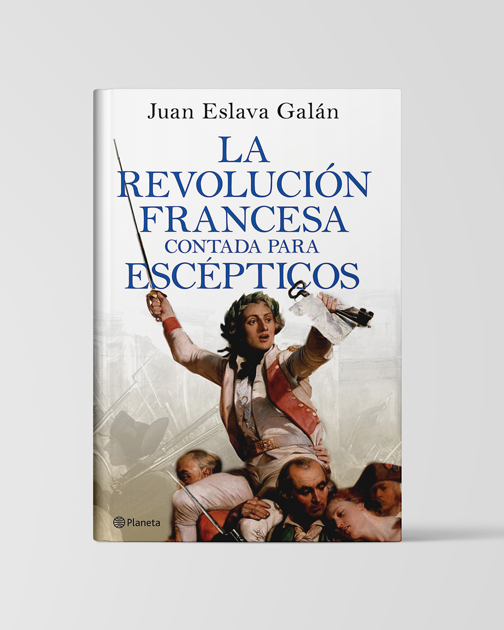 Juan Eslava Galán
LA
REVOLUCIÓN
FRANCESA
CONTADA PARA
ESCÉPTICOS
Planeta